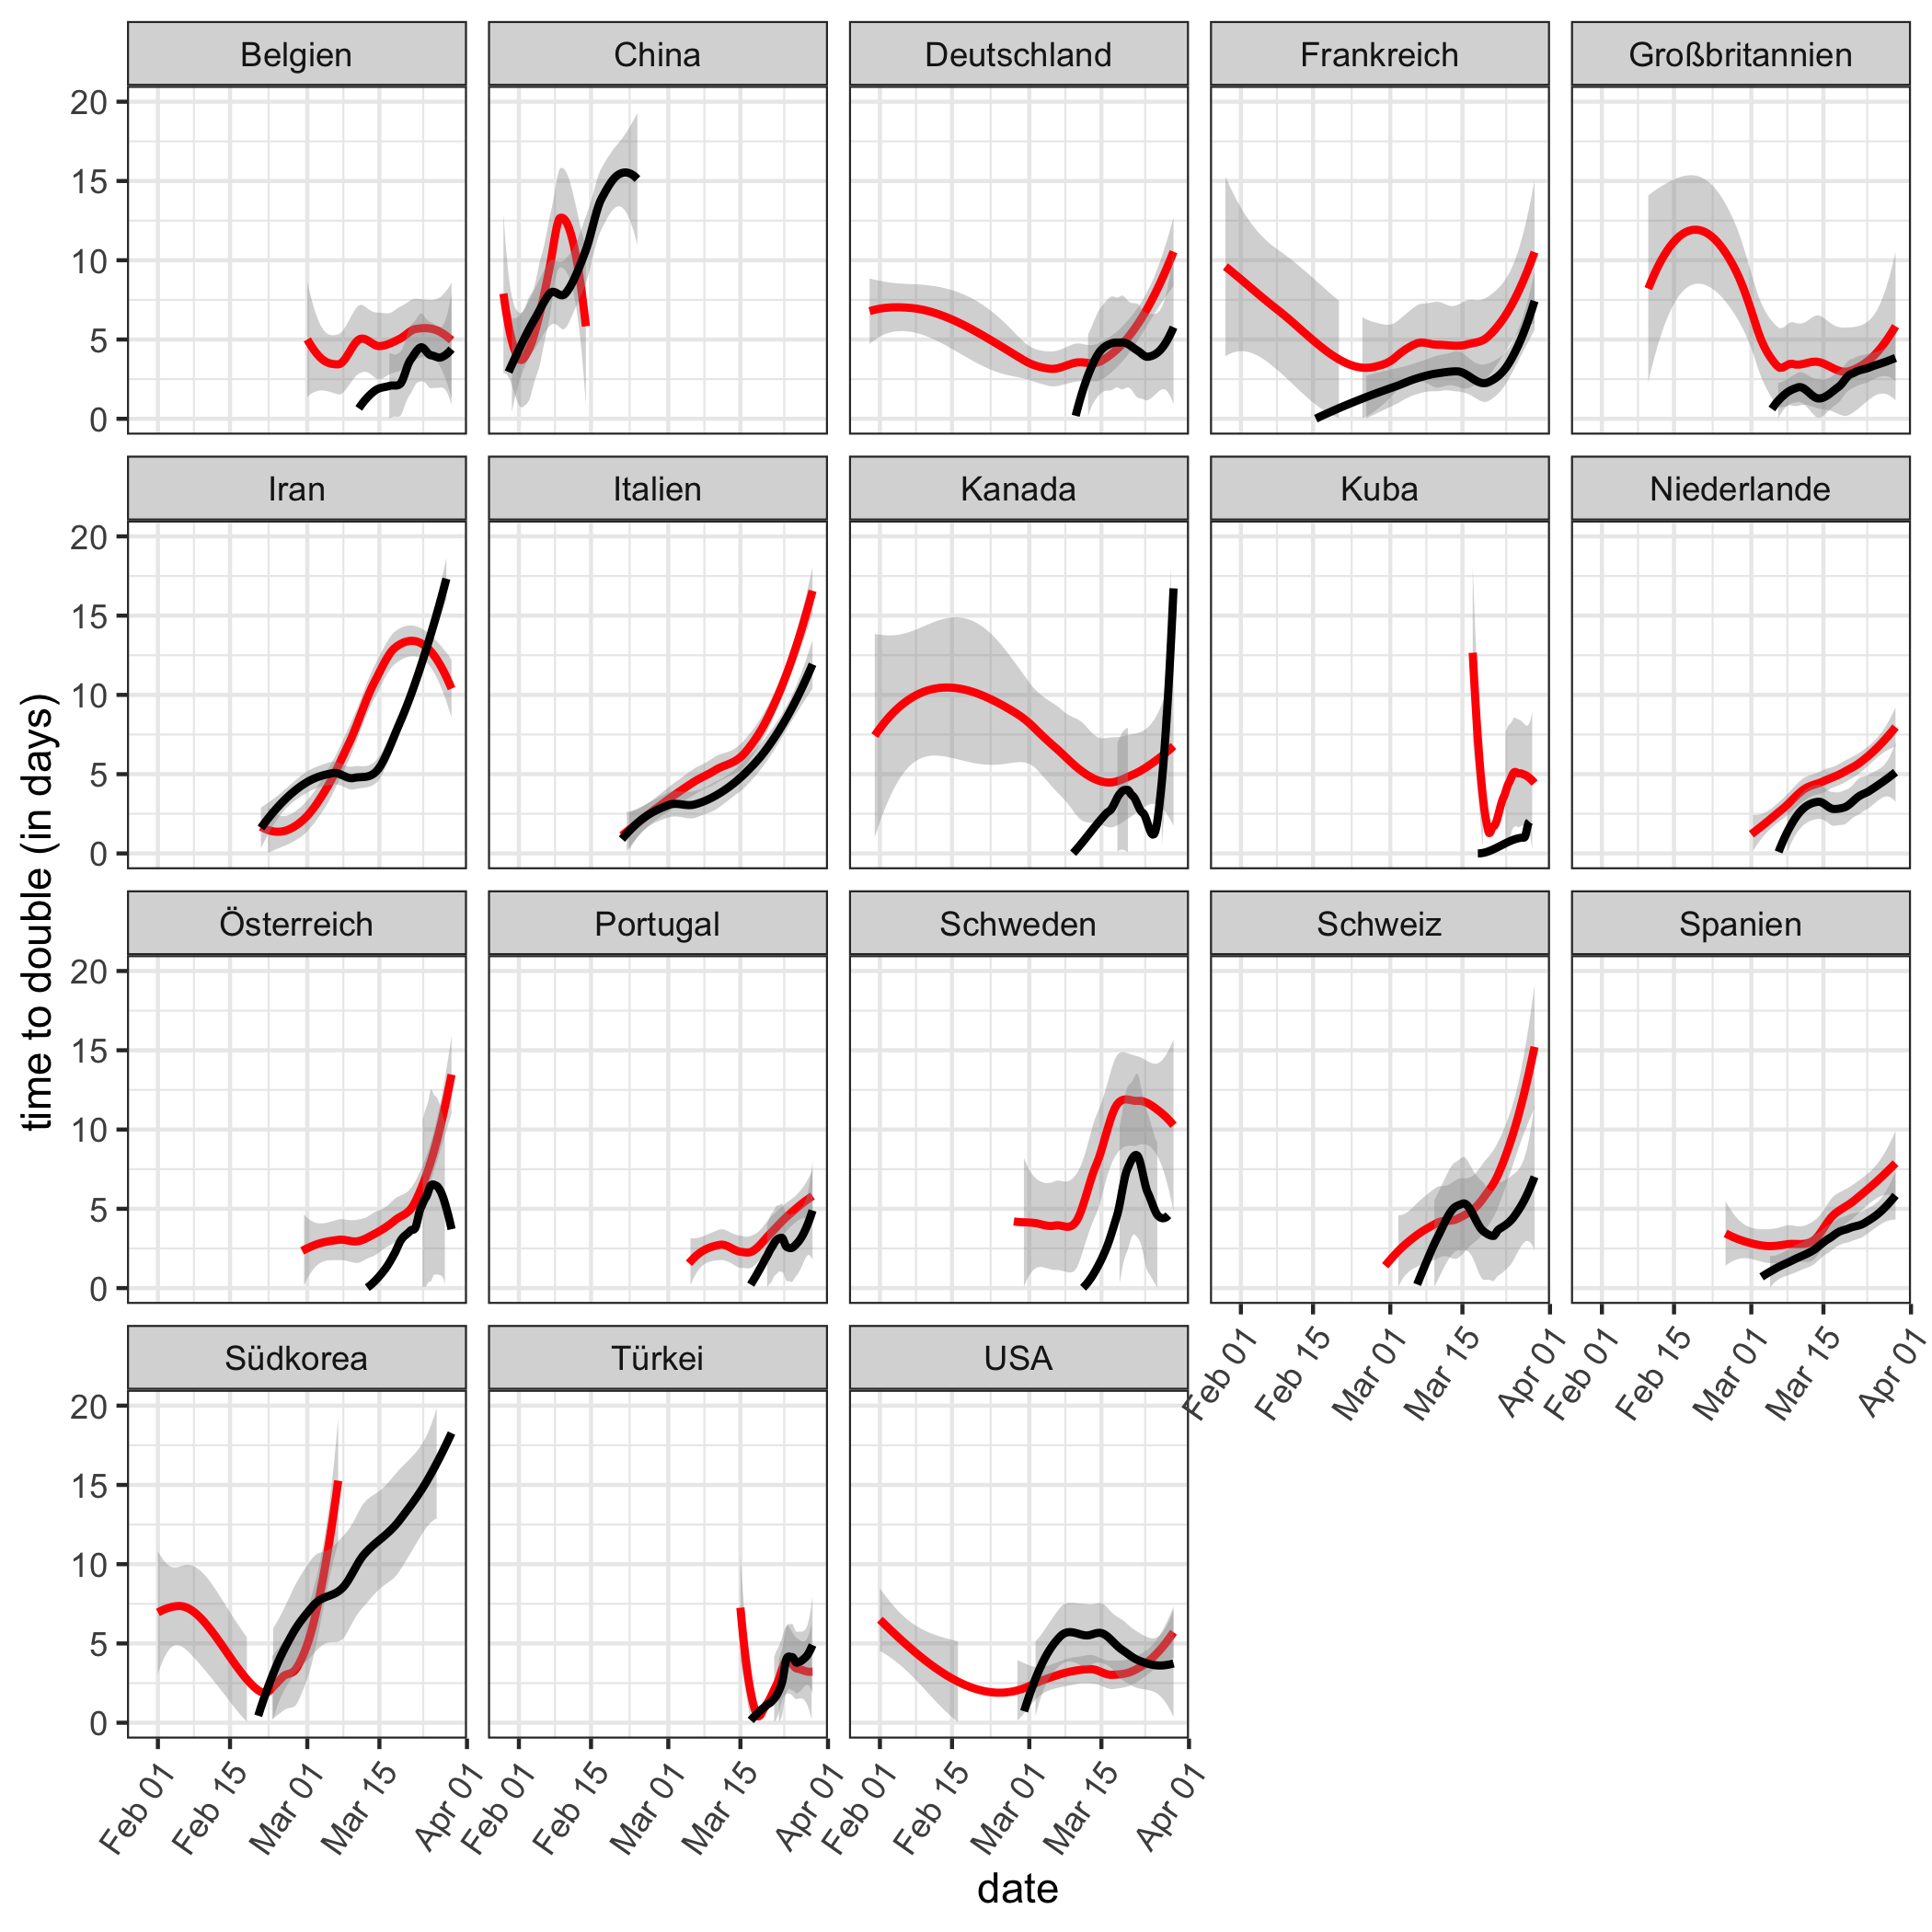 Belgien China Deutschland Frankreich Großbritannien
20
15
10
5
0
Iran Italien Kanada Kuba Niederlande
20
15
10
5
0
Österreich Portugal Schweden Schweiz Spanien
20
15
10
5
0
Feb 01 Feb 15 Mar 01 Mar 15 Apr 01 Feb 01 Feb 15 Mar 01 Mar 15 Apr 01
Südkorea Türkei USA
20
15
10
5
0
Feb 01 Feb 15 Mar 01 Mar 15 Apr 01 Feb 01 Feb 15 Mar 01 Mar 15 Apr 01 Feb 01 Feb 15 Mar 01 Mar 15 Apr 01
time to double (in days)
date